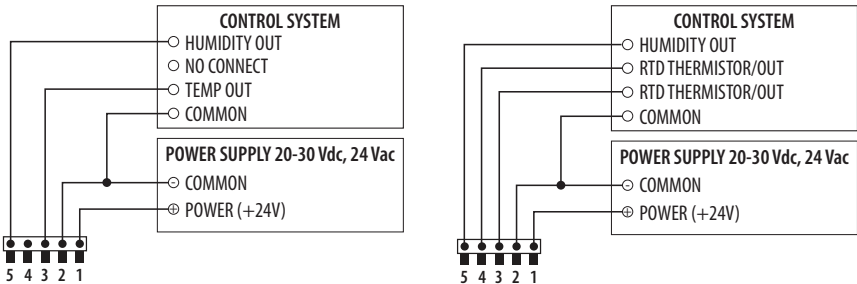 CONTROL SYSTEM
HUMIDITY OUT
NO CONNECT
TEMP OUT
COMMON
POWER SUPPLY 20-30 Vdc, 24 Vac
COMMON
POWER (+24V)
5 4 3 2 1
CONTROL SYSTEM
HUMIDITY OUT
RTD THERMISTOR/OUT
RTD THERMISTOR/OUT
COMMON
POWER SUPPLY 20-30 Vdc, 24 Vac
COMMON
POWER (+24V)
5 4 3 2 1